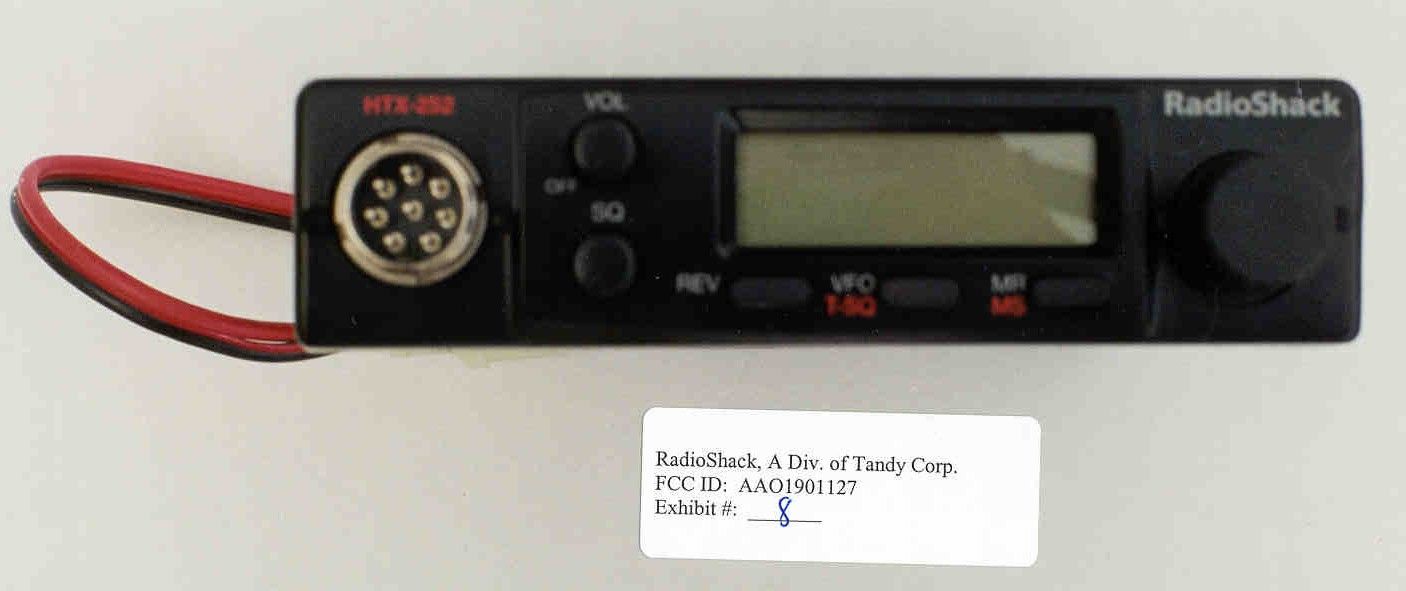 HTX-252
VOL
RadioShack
OFF
SQ
REV
VFO
T-SQ
MR
MS
RadioShack, A Div. of Tandy Corp.
FCC ID: AAO1901127
Exhibit #: 8